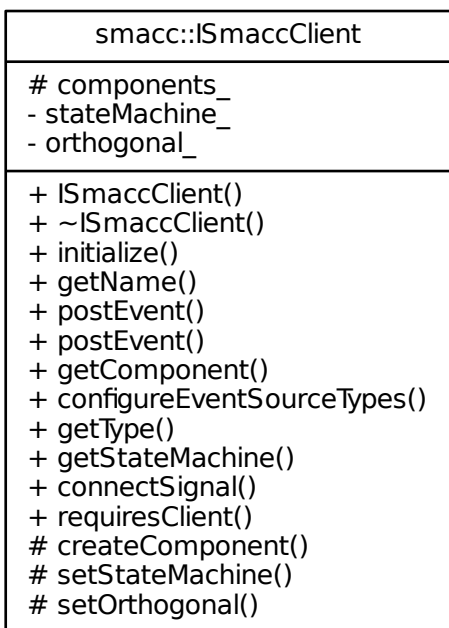 smacc::ISmaccClient
# components_
- stateMachine_
- orthogonal_
+ ISmaccClient()
+ ~ISmaccClient()
+ initialize()
+ getName()
+ postEvent()
+ postEvent()
+ getComponent()
+ configureEventSourceTypes()
+ getType()
+ getStateMachine()
+ connectSignal()
+ requiresClient()
# createComponent()
# setStateMachine()
# setOrthogonal()